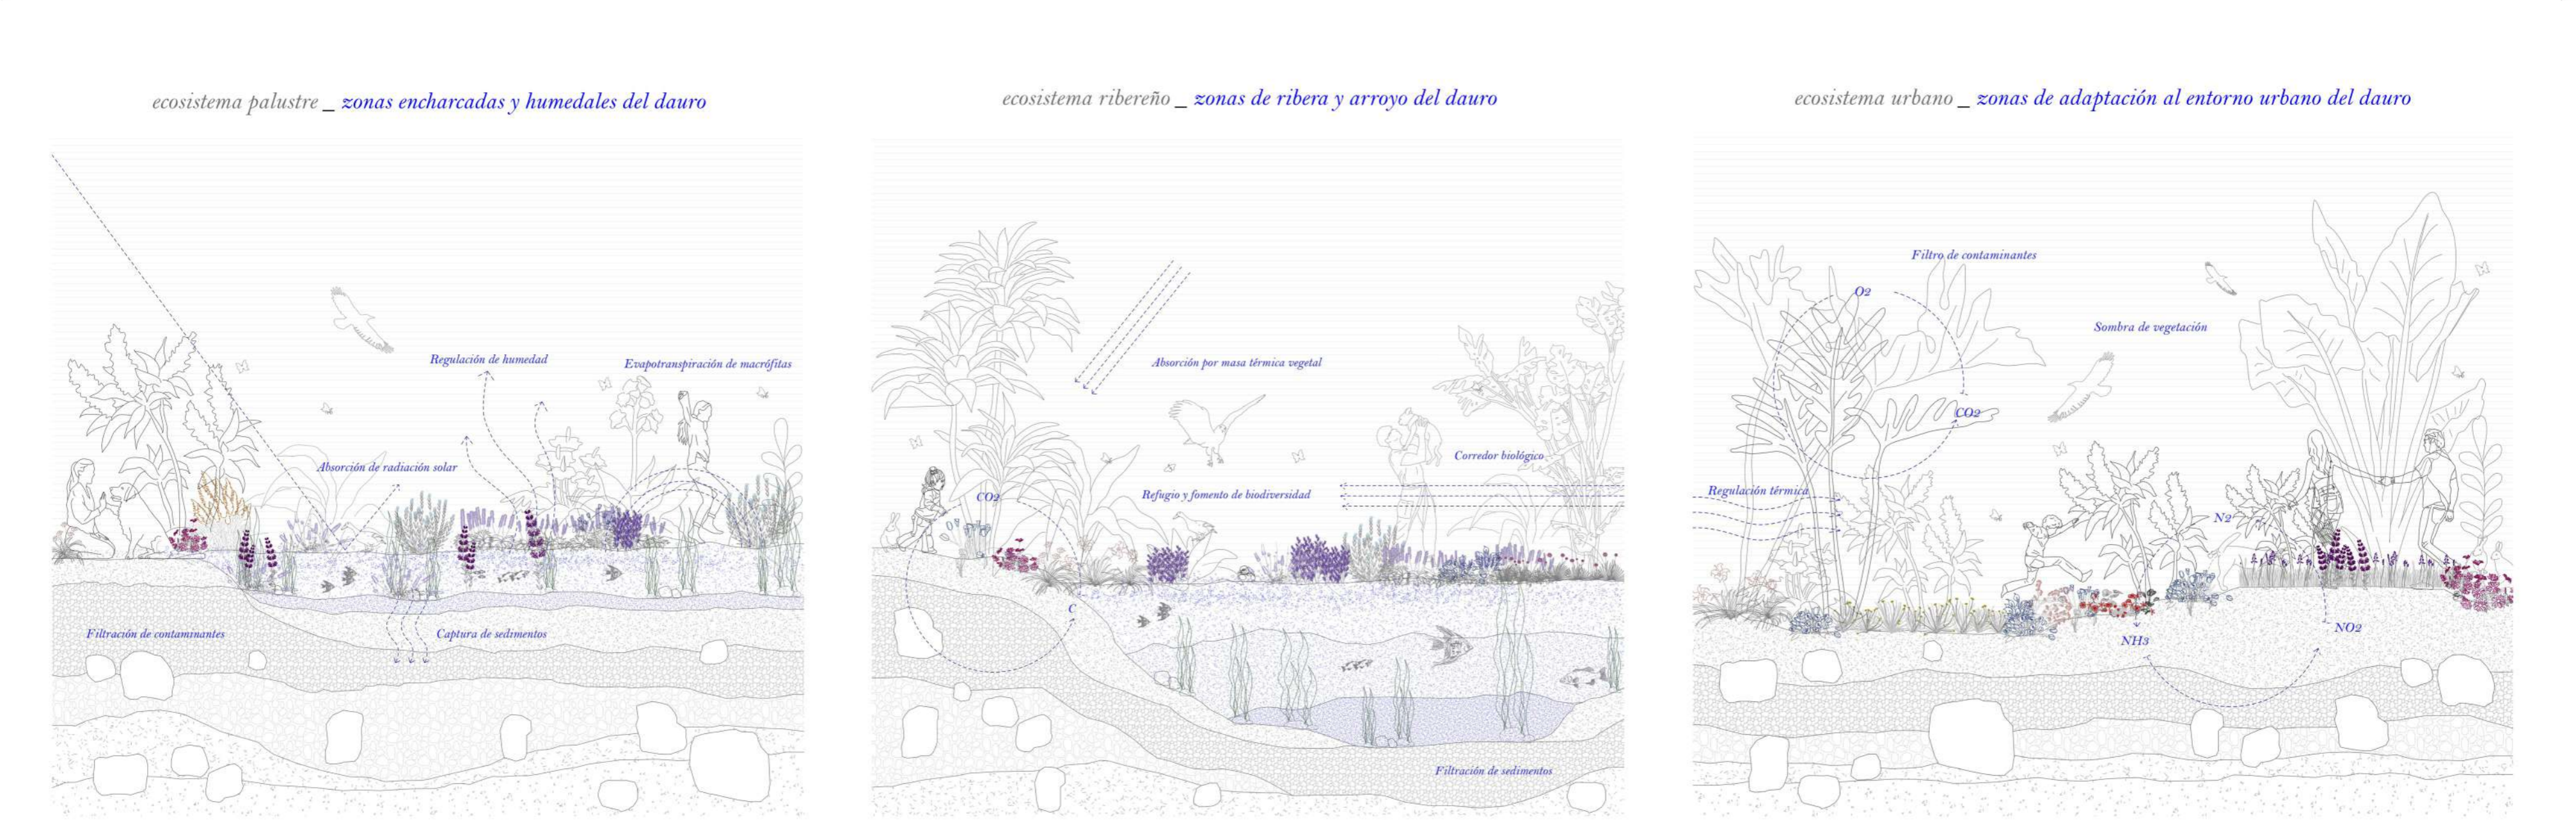 ecosistema palustre _ zonas encharcadas y humedales del dauro
Regulación de humedad
Evapotranspiración de macrófitas
Absorción de radiación solar
Filtración de contaminantes
Captura de sedimentos
ecosistema ribereño _ zonas de ribera y arroyo del dauro
Absorción por masa térmica vegetal
Corredor biológico
Refugio y fomento de biodiversidad
CO2
C
Filtración de sedimentos
ecosistema urbano _ zonas de adaptación al entorno urbano del dauro
Filtro de contaminantes
O2
Sombra de vegetación
CO2
Regulación térmica
N2
NO2
NH3